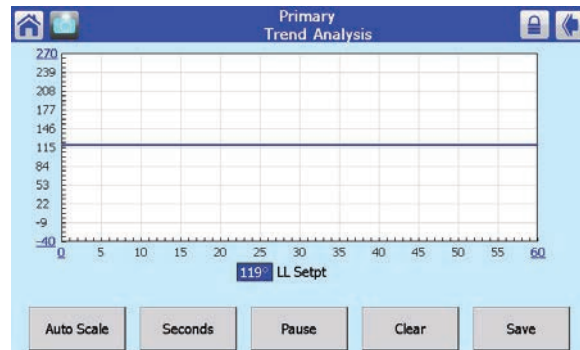 Primary
Trend Analysis
270
239
208
177
146
115
84
53
22
-9
-40
0 5 10 15 20 25 30 35 40 45 50 55 60
119° LL Setpt
Auto Scale Seconds Pause Clear Save